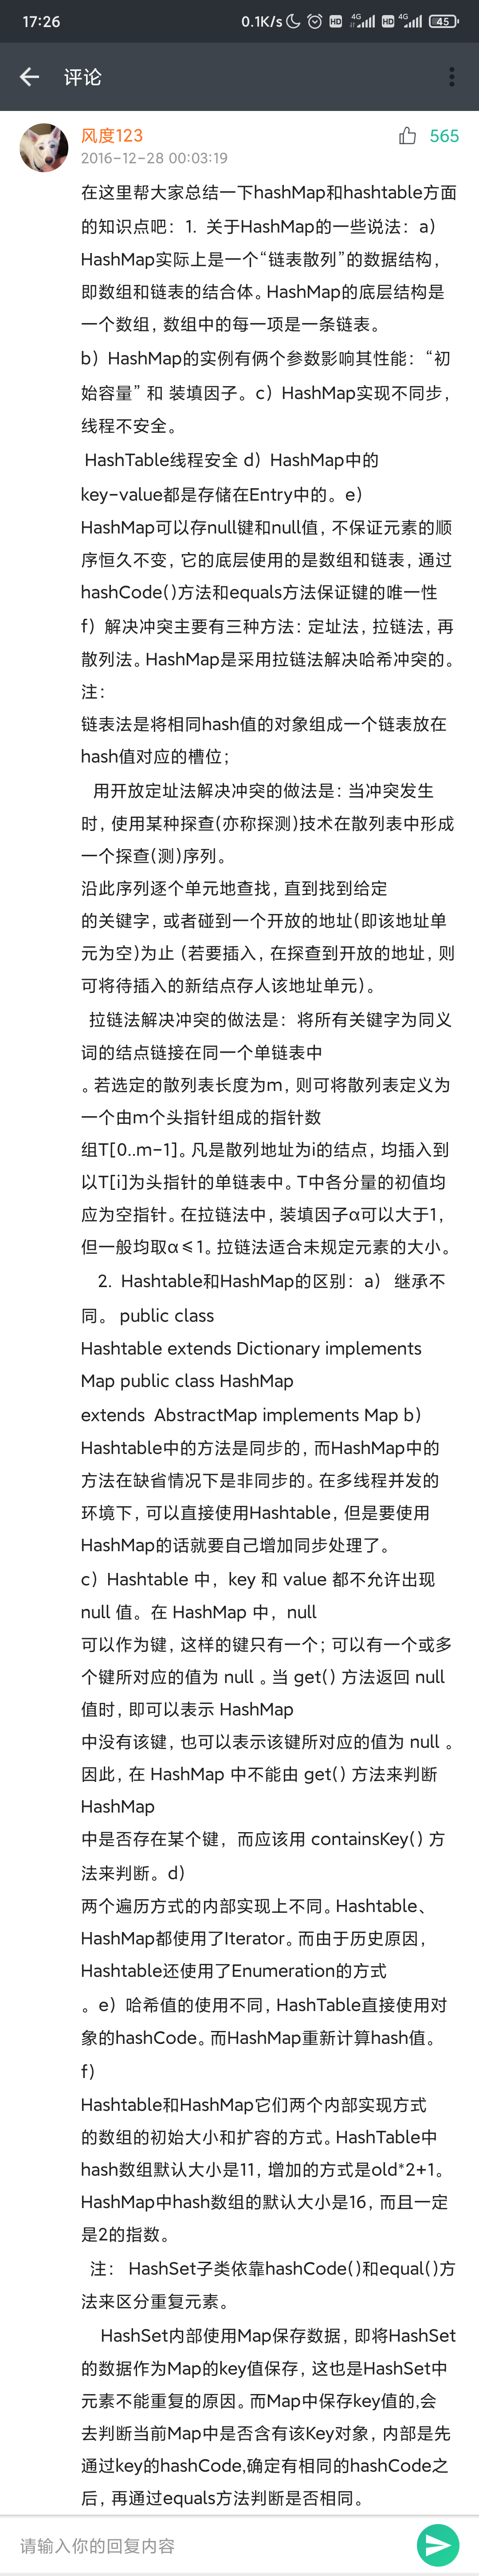 17:26
0.1K/s HD 4G HD 4G 45
评论
风度123
565
2016-12-28 00:03:19
在这里帮大家总结一下hashMap和hashtable方面
的知识点吧：1. 关于HashMap的一些说法：a)
HashMap实际上是一个“链表散列”的数据结构，
即数组和链表的结合体。HashMap的底层结构是
一个数组，数组中的每一项是一条链表。
b) HashMap的实例有俩个参数影响其性能：“初
始容量” 和 装填因子。c) HashMap实现不同步，
线程不安全。
HashTable线程安全 d) HashMap中的
key-value都是存储在Entry中的。e)
HashMap可以存null键和null值，不保证元素的顺
序恒久不变，它的底层使用的是数组和链表，通过
hashCode()方法和equals方法保证键的唯一性
f) 解决冲突主要有三种方法：定址法，拉链法，再
散列法。HashMap是采用拉链法解决哈希冲突的。
注：
链表法是将相同hash值的对象组成一个链表放在
hash值对应的槽位；
用开放定址法解决冲突的做法是：当冲突发生
时，使用某种探查(亦称探测)技术在散列表中形成
一个探查(测)序列。
沿此序列逐个单元地查找，直到找到给定
的关键字，或者碰到一个开放的地址(即该地址单
元为空)为止 (若要插入，在探查到开放的地址，则
可将待插入的新结点存人该地址单元)。
拉链法解决冲突的做法是：将所有关键字为同义
词的结点链接在同一个单链表中
。若选定的散列表长度为m，则可将散列表定义为
一个由m个头指针组成的指针数
组T[0..m-1]。凡是散列地址为i的结点，均插入到
以T[i]为头指针的单链表中。T中各分量的初值均
应为空指针。在拉链法中，装填因子α可以大于1，
但一般均取α≤1。拉链法适合未规定元素的大小。
2. Hashtable和HashMap的区别：a) 继承不
同。 public class
Hashtable extends Dictionary implements
Map public class HashMap
extends AbstractMap implements Map b)
Hashtable中的方法是同步的，而HashMap中的
方法在缺省情况下是非同步的。在多线程并发的
环境下，可以直接使用Hashtable，但是要使用
HashMap的话就要自己增加同步处理了。
c) Hashtable 中，key 和 value 都不允许出现
null 值。在 HashMap 中，null
可以作为键，这样的键只有一个；可以有一个或多
个键所对应的值为 null 。当 get() 方法返回 null
值时，即可以表示 HashMap
中没有该键，也可以表示该键所对应的值为 null 。
因此，在 HashMap 中不能由 get() 方法来判断
HashMap
中是否存在某个键，而应该用 containsKey() 方
法来判断。d)
两个遍历方式的内部实现上不同。Hashtable、
HashMap都使用了Iterator。而由于历史原因，
Hashtable还使用了Enumeration的方式
。e) 哈希值的使用不同，HashTable直接使用对
象的hashCode。而HashMap重新计算hash值。
f)
Hashtable和HashMap它们两个内部实现方式
的数组的初始大小和扩容的方式。HashTable中
hash数组默认大小是11，增加的方式是old*2+1。
HashMap中hash数组的默认大小是16，而且一定
是2的指数。
注： HashSet子类依靠hashCode()和equal()方
法来区分重复元素。
HashSet内部使用Map保存数据，即将HashSet
的数据作为Map的key值保存，这也是HashSet中
元素不能重复的原因。而Map中保存key值的,会
去判断当前Map中是否含有该Key对象，内部是先
通过key的hashCode,确定有相同的hashCode之
后，再通过equals方法判断是否相同。
请输入你的回复内容